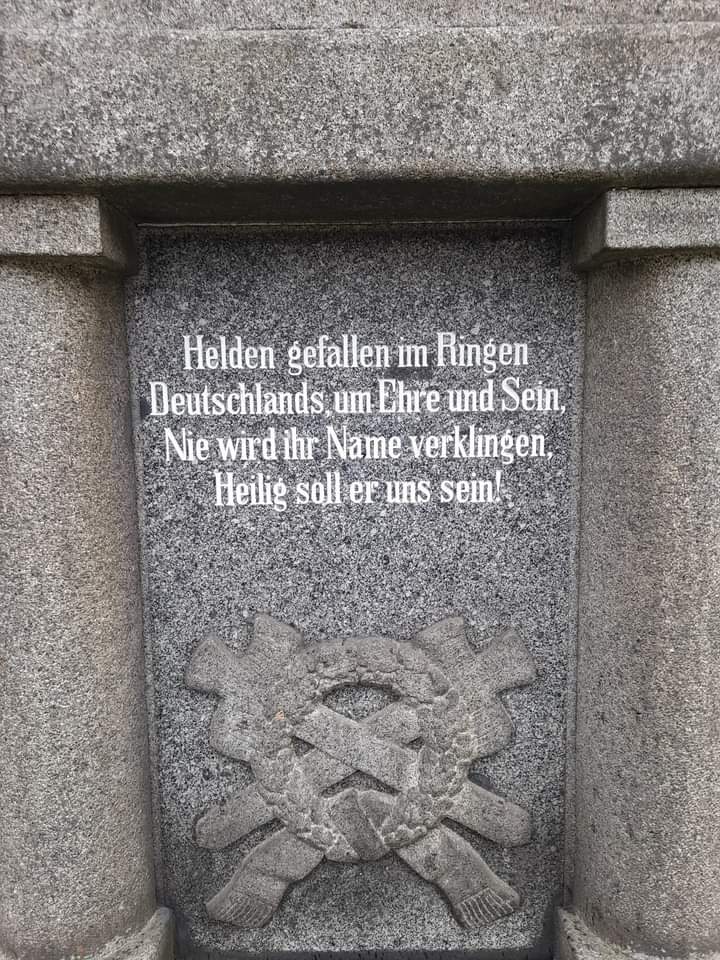 Helden gefallen im Ringen
Deutschlands, um Ehre und Sein,
Nie wird ihr Name verklingen,
Heilig soll er uns sein!